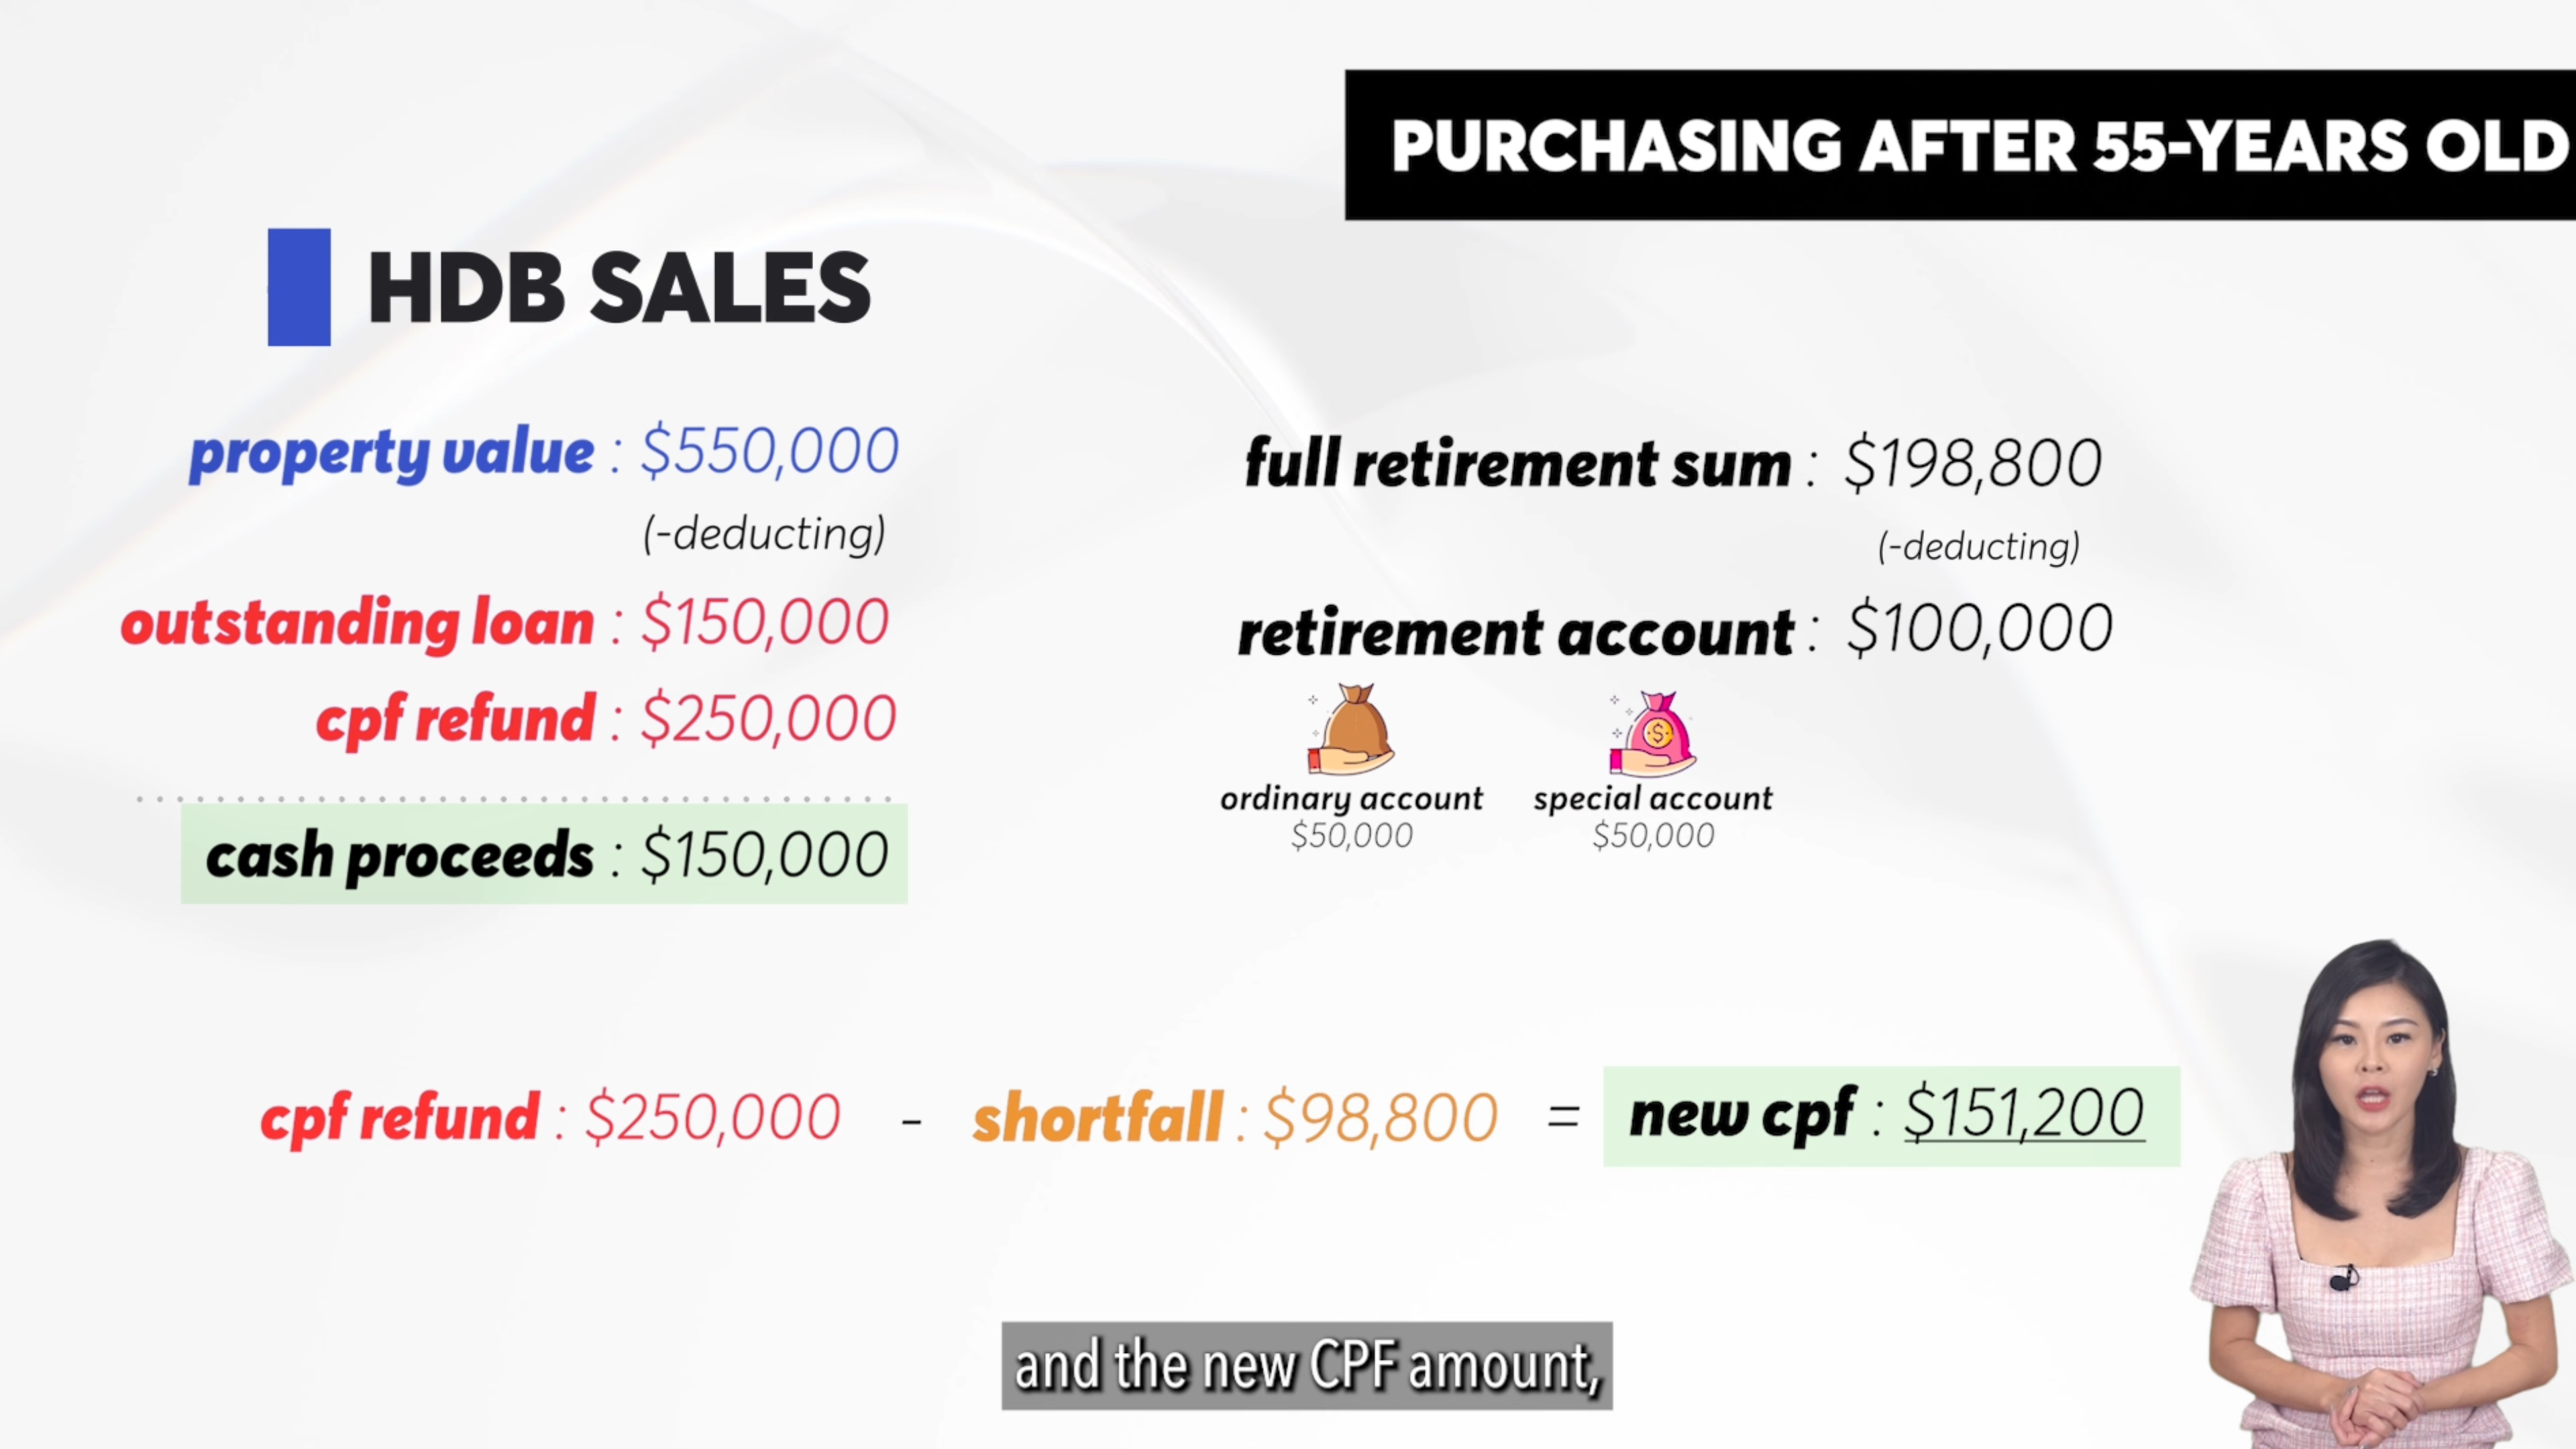 PURCHASING AFTER 55-YEARS OLD
HDB SALES
property value : $550,000
(-deducting)
outstanding loan : $150,000
cpf refund : $250,000
cash proceeds : $150,000
full retirement sum : $198,800
(-deducting)
retirement account : $100,000
$
ordinary account
$50,000
special account
$50,000
cpf refund : $250,000 - shortfall : $98,800 = new cpf : $151,200
and the new CPF amount,